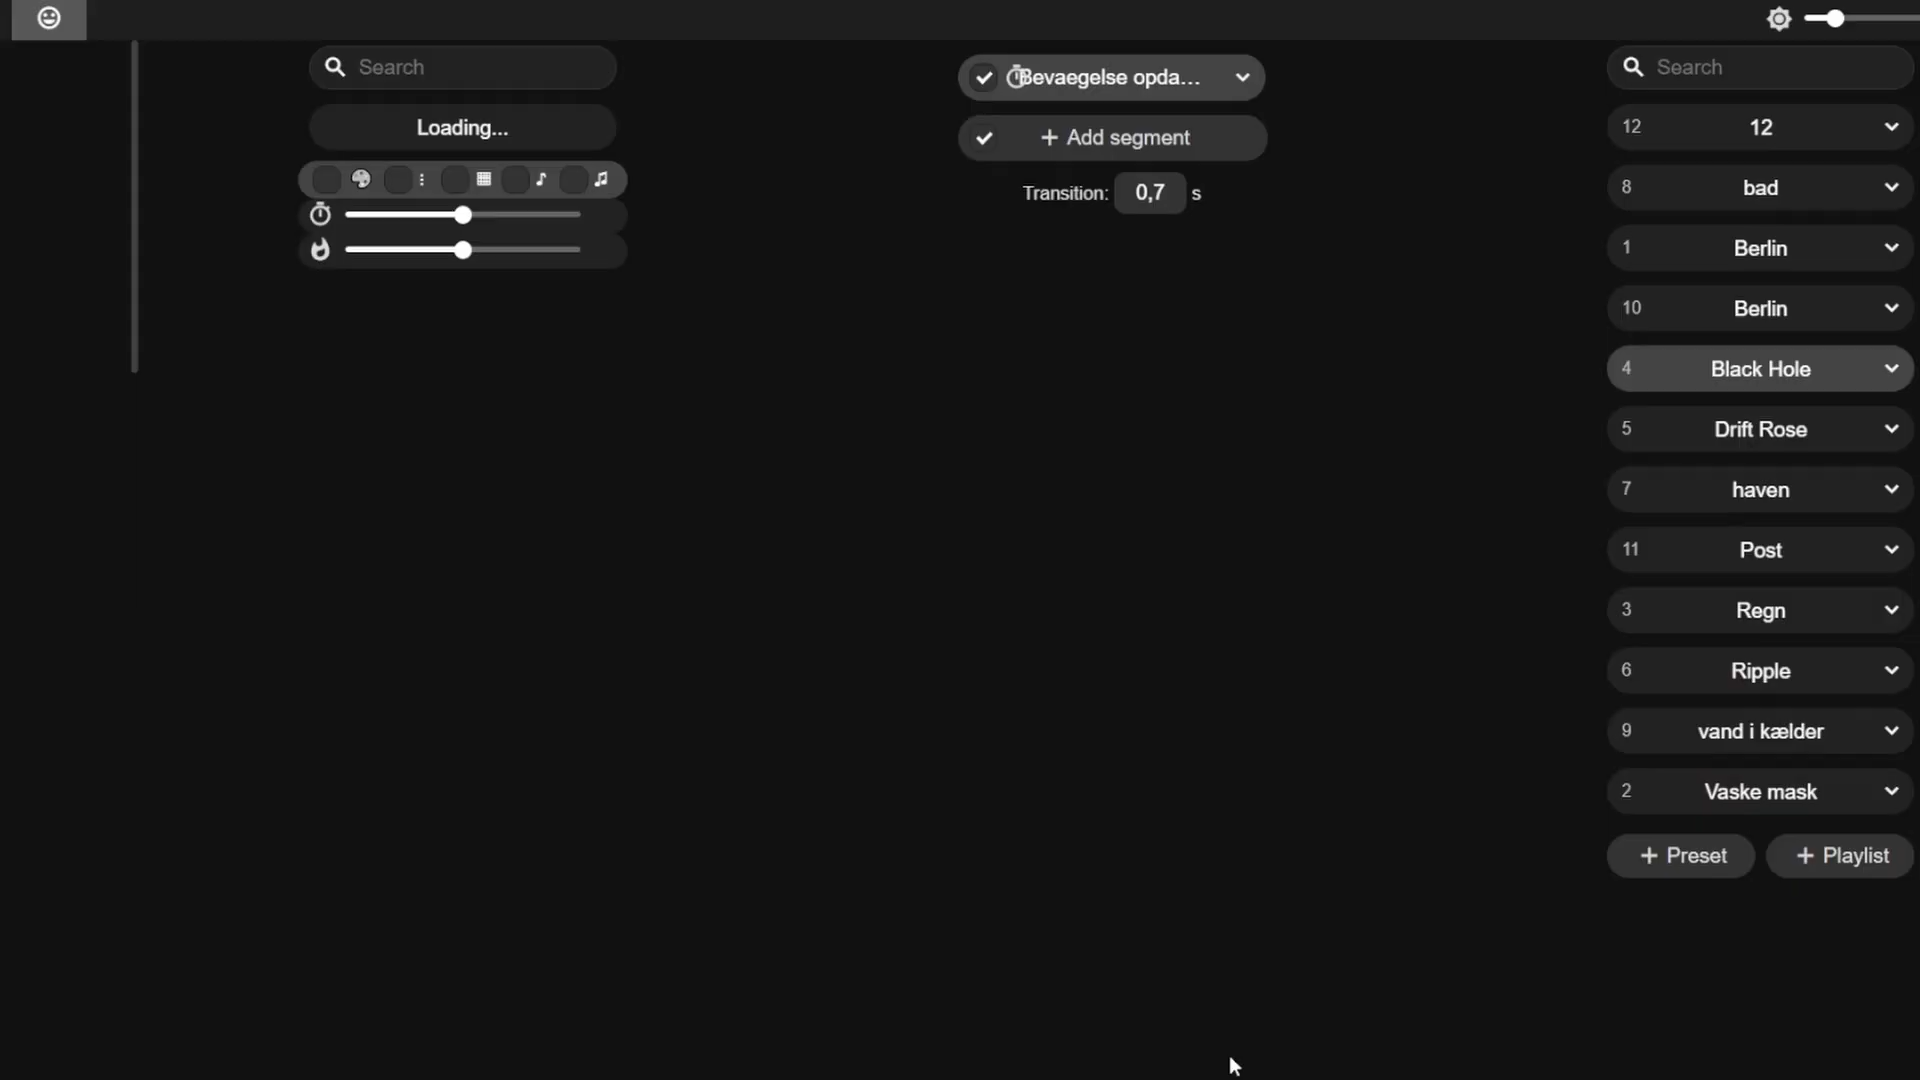 Search
Loading...
Bevaegelse opda...
+ Add segment
Transition: 0,7 s
Search
12 12
8 bad
1 Berlin
10 Berlin
4 Black Hole
5 Drift Rose
7 haven
11 Post
3 Regn
6 Ripple
9 vand i kælder
2 Vaske mask
+ Preset + Playlist